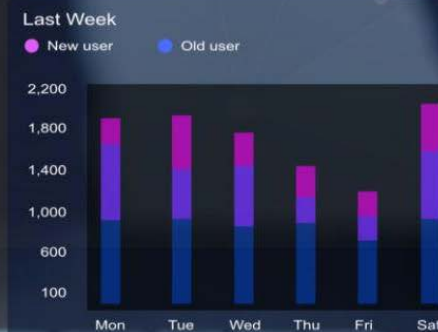 Last Week
New user Old user
2,200
1,800
1,400
1,000
600
100
Mon Tue Wed Thu Fri Sat